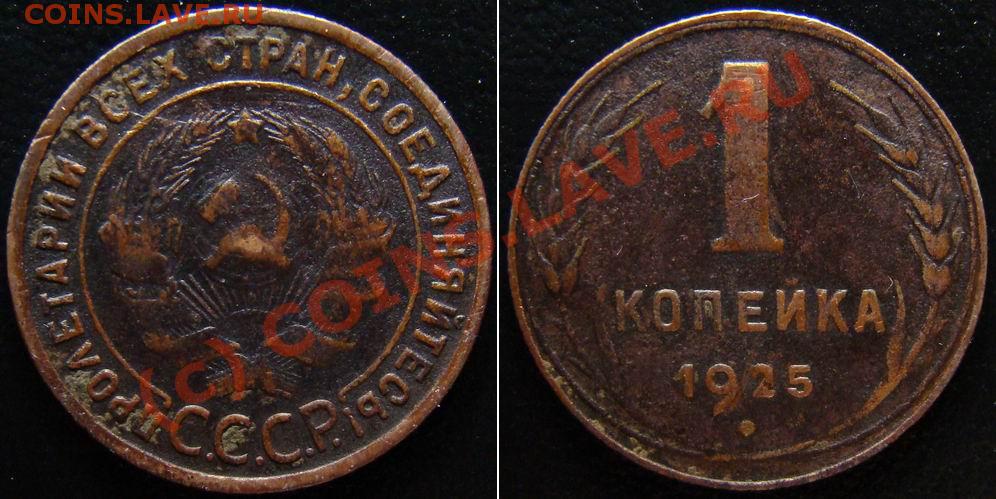 COINS.LAVE.RU
ПРОЛЕТАРИИ ВСЕХ СТРАН, СОЕДИНЯЙТЕСЬ!
С.С.С.Р.
1
КОПЕЙКА
1925
(c) COINS.LAVE.RU